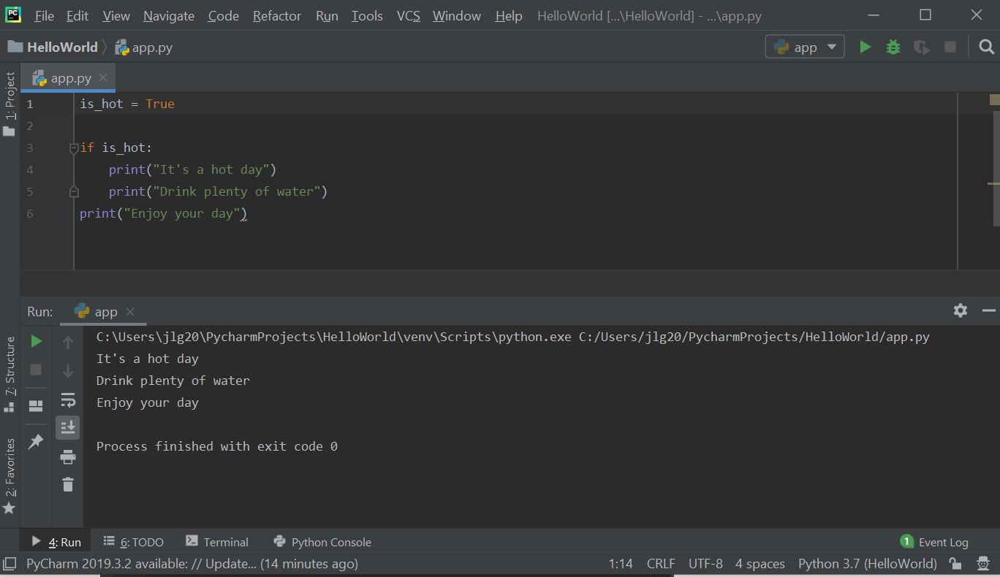 PC File Edit View Navigate Code Refactor Run Tools VCS Window Help HelloWorld [...\HelloWorld] - ...\app.py
HelloWorld app.py app
1: Project
app.py
1 is_hot = True
2
3 if is_hot:
4 print("It's a hot day")
5 print("Drink plenty of water")
6 print("Enjoy your day")
Run: app
7: Structure
2: Favorites
C:\Users\jlg20\PycharmProjects\HelloWorld\venv\Scripts\python.exe C:/Users/jlg20/PycharmProjects/HelloWorld/app.py
It's a hot day
Drink plenty of water
Enjoy your day
Process finished with exit code 0
4: Run 6: TODO Terminal Python Console 1 Event Log
PyCharm 2019.3.2 available: // Update... (14 minutes ago) 1:14 CRLF UTF-8 4 spaces Python 3.7 (HelloWorld)